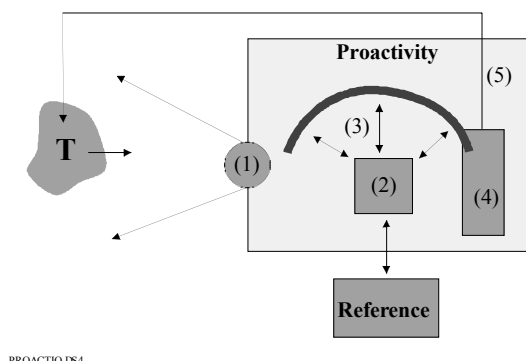 Proactivity
(5)
(3)
T
(1)
(2)
(4)
Reference
PROACTIO.DS4